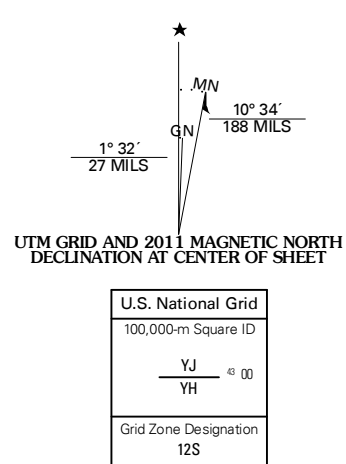 MN
GN
10° 34´
188 MILS
1° 32´
27 MILS
UTM GRID AND 2011 MAGNETIC NORTH
DECLINATION AT CENTER OF SHEET
U.S. National Grid
100,000-m Square ID
YJ
43 00
YH
Grid Zone Designation
12S